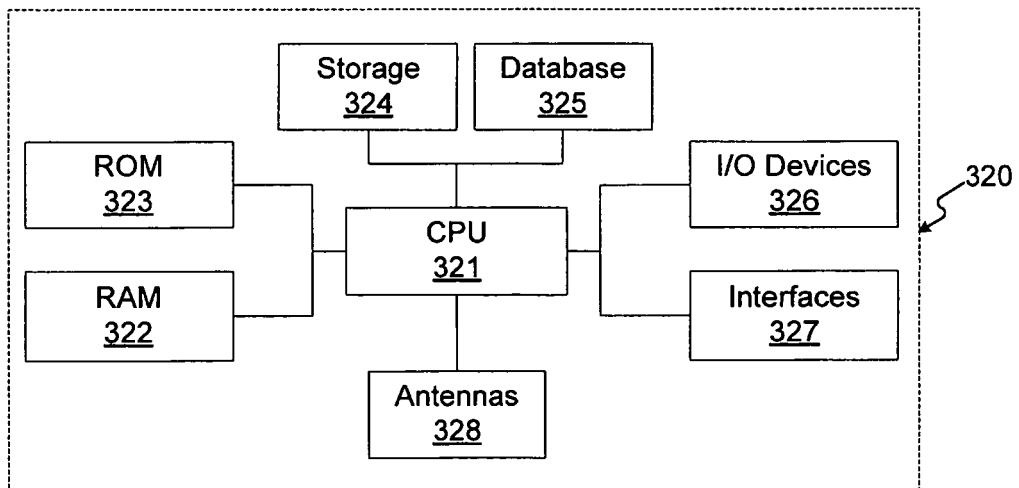 Storage
324
Database
325
ROM
323
I/O Devices
326
320
CPU
321
RAM
322
Interfaces
327
Antennas
328